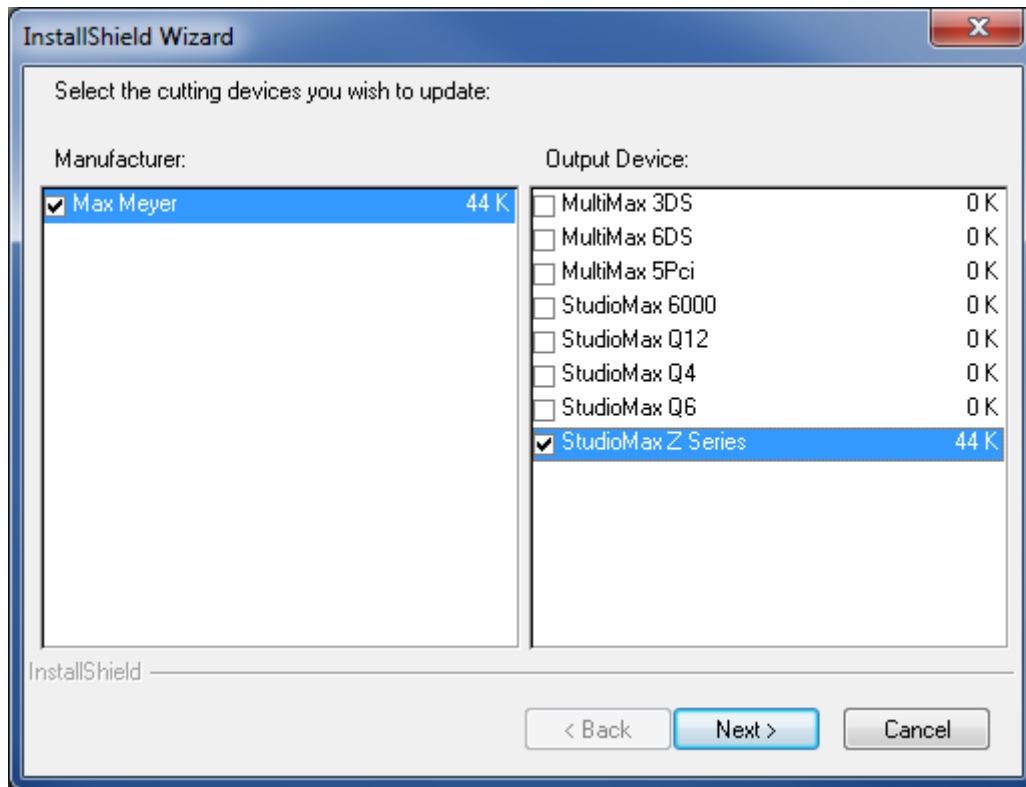 InstallShield Wizard
Select the cutting devices you wish to update:
Manufacturer: Output Device:
Max Meyer 44 K
MultiMax 3DS 0 K
MultiMax 6DS 0 K
MultiMax 5Pci 0 K
StudioMax 6000 0 K
StudioMax Q12 0 K
StudioMax Q4 0 K
StudioMax Q6 0 K
StudioMax Z Series 44 K
InstallShield
< Back Next > Cancel